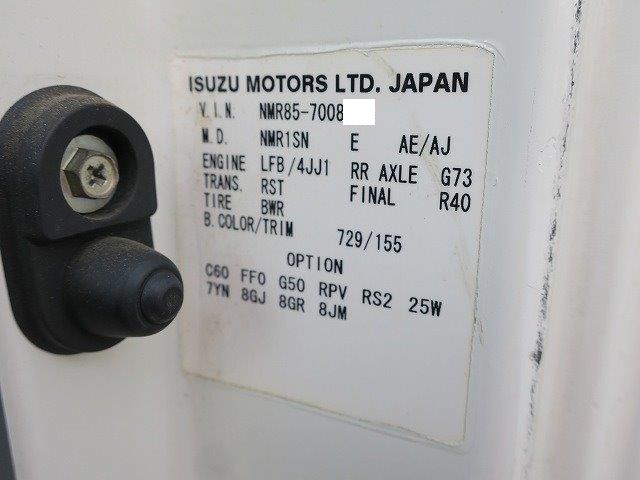 ISUZU MOTORS LTD. JAPAN
V.I.N. NMR85-7008
M.D. NMR1SN E AE/AJ
ENGINE LFB/4JJ1 RR AXLE G73
TRANS. RST FINAL R40
TIRE BWR
B.COLOR/TRIM 729/155
OPTION
C60 FF0 G50 RPV RS2 25W
7YN 8GJ 8GR 8JM